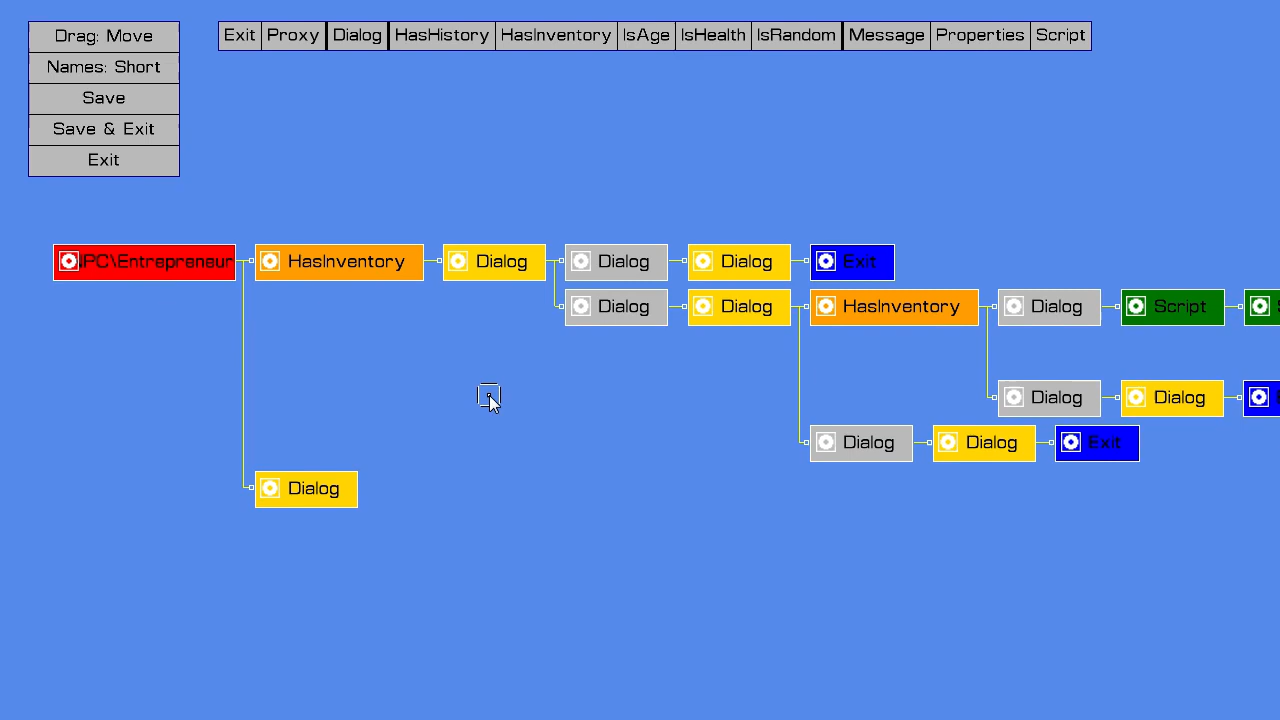 Drag: Move
Names: Short
Save
Save & Exit
Exit
Exit Proxy Dialog HasHistory HasInventory IsAge IsHealth IsRandom Message Properties Script
\PC\Entrepreneur HasInventory Dialog Dialog Dialog Exit
Dialog Dialog HasInventory Dialog Script
Dialog Dialog
Dialog Dialog Exit
Dialog